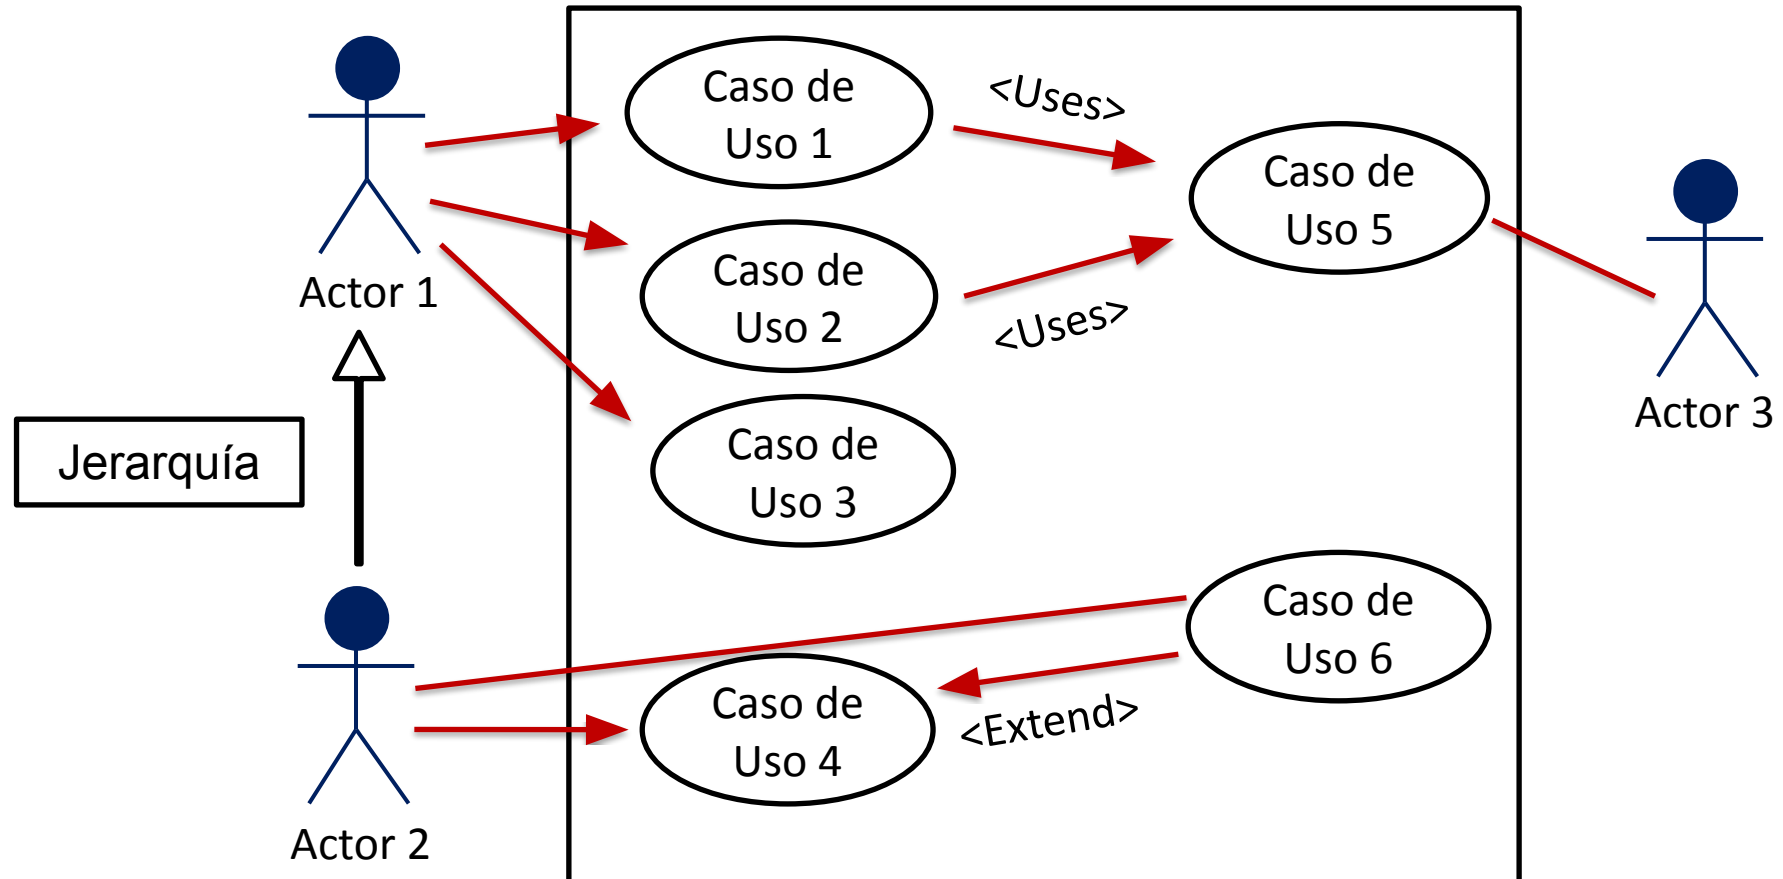 Caso de
Uso 1
<Uses>
Caso de
Uso 5
Actor 1
Caso de
Uso 2
<Uses>
Actor 3
Jerarquía
Caso de
Uso 3
Caso de
Uso 6
Caso de
Uso 4
<Extend>
Actor 2